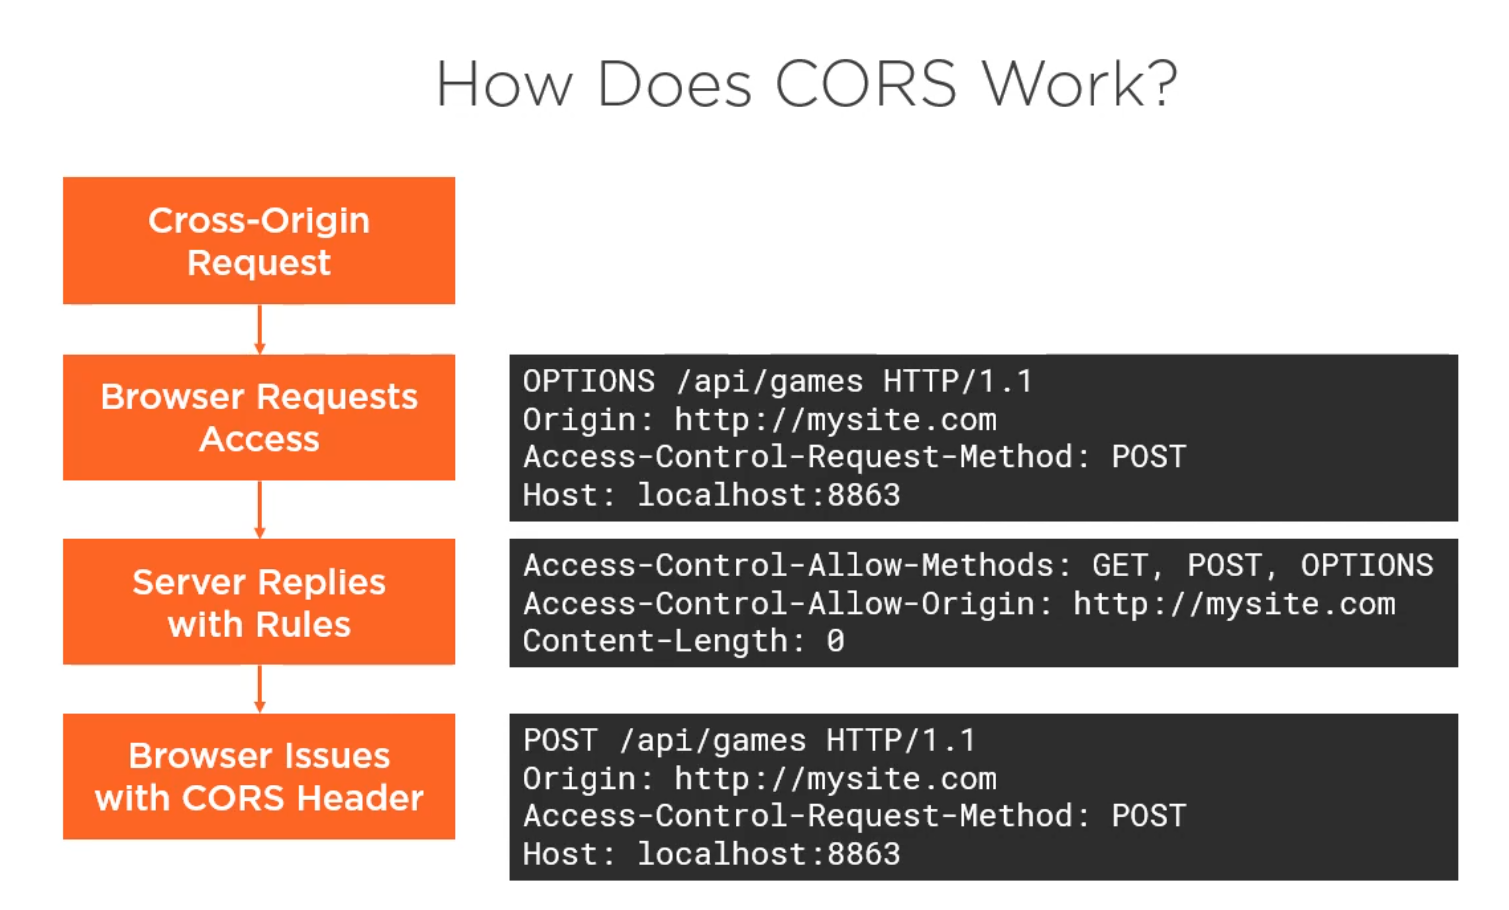 How Does CORS Work?
Cross-Origin
Request
Browser Requests
Access
OPTIONS /api/games HTTP/1.1
Origin: http://mysite.com
Access-Control-Request-Method: POST
Host: localhost:8863
Server Replies
with Rules
Access-Control-Allow-Methods: GET, POST, OPTIONS
Access-Control-Allow-Origin: http://mysite.com
Content-Length: 0
Browser Issues
with CORS Header
POST /api/games HTTP/1.1
Origin: http://mysite.com
Access-Control-Request-Method: POST
Host: localhost:8863